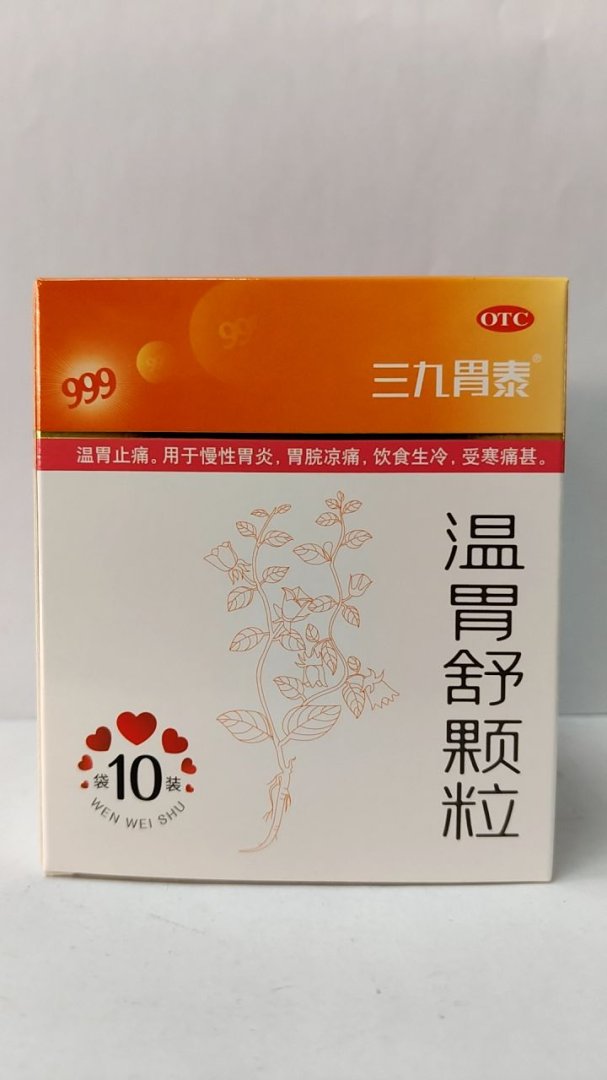 999
999
OTC
三九胃泰®
温胃止痛。用于慢性胃炎，胃脘凉痛，饮食生冷，受寒痛甚。
温胃舒颗粒
10袋装
WEN WEI SHU